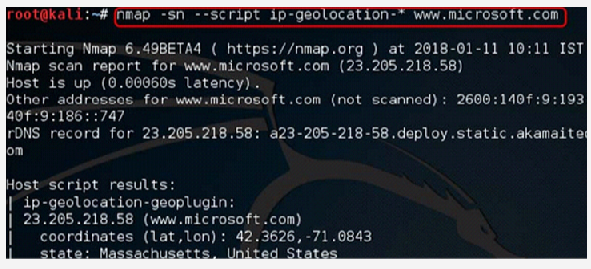 root@kali:~# nmap -sn --script ip-geolocation-* www.microsoft.com
Starting Nmap 6.49BETA4 ( https://nmap.org ) at 2018-01-11 10:11 IST
Nmap scan report for www.microsoft.com (23.205.218.58)
Host is up (0.00060s latency).
Other addresses for www.microsoft.com (not scanned): 2600:140f:9:193
40f:9:186::747
rDNS record for 23.205.218.58: a23-205-218-58.deploy.static.akamaitec
om
Host script results:
| ip-geolocation-geoplugin:
| 23.205.218.58 (www.microsoft.com)
|   coordinates (lat,lon): 42.3626,-71.0843
|   state: Massachusetts, United States